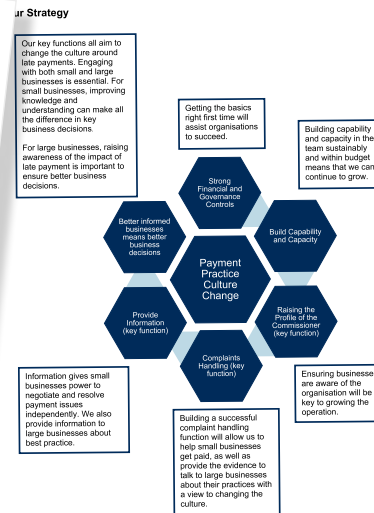 ur Strategy
Our key functions all aim to
change the culture around
late payments. Engaging
with both small and large
businesses is essential. For
small businesses, improving
knowledge and
understanding can make all
the difference in key
business decisions.
For large businesses, raising
awareness of the impact of
late payment is important to
ensure better business
decisions.
Getting the basics
right first time will
assist organisations
to succeed.
Building capability
and capacity in the
team sustainably
and within budget
means that we can
continue to grow.
Strong
Financial and
Governance
Controls
Better informed
businesses
means better
business
decisions
Build Capability
and Capacity
Payment
Practice
Culture
Change
Provide
Information
(key function)
Raising the
Profile of the
Commissioner
(key function)
Complaints
Handling (key
function)
Information gives small
businesses power to
negotiate and resolve
payment issues
independently. We also
provide information to
large businesses about
best practice.
Ensuring businesse
are aware of the
organisation will be
key to growing the
operation.
Building a successful
complaint handling
function will allow us to
help small businesses
get paid, as well as
provide the evidence to
talk to large businesses
about their practices with
a view to changing the
culture.